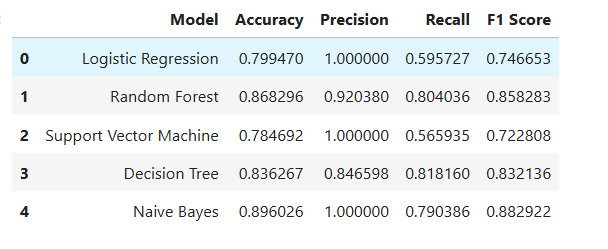 Model Accuracy Precision Recall F1 Score
0 Logistic Regression 0.799470 1.000000 0.595727 0.746653
1 Random Forest 0.868296 0.920380 0.804036 0.858283
2 Support Vector Machine 0.784692 1.000000 0.565935 0.722808
3 Decision Tree 0.836267 0.846598 0.818160 0.832136
4 Naive Bayes 0.896026 1.000000 0.790386 0.882922